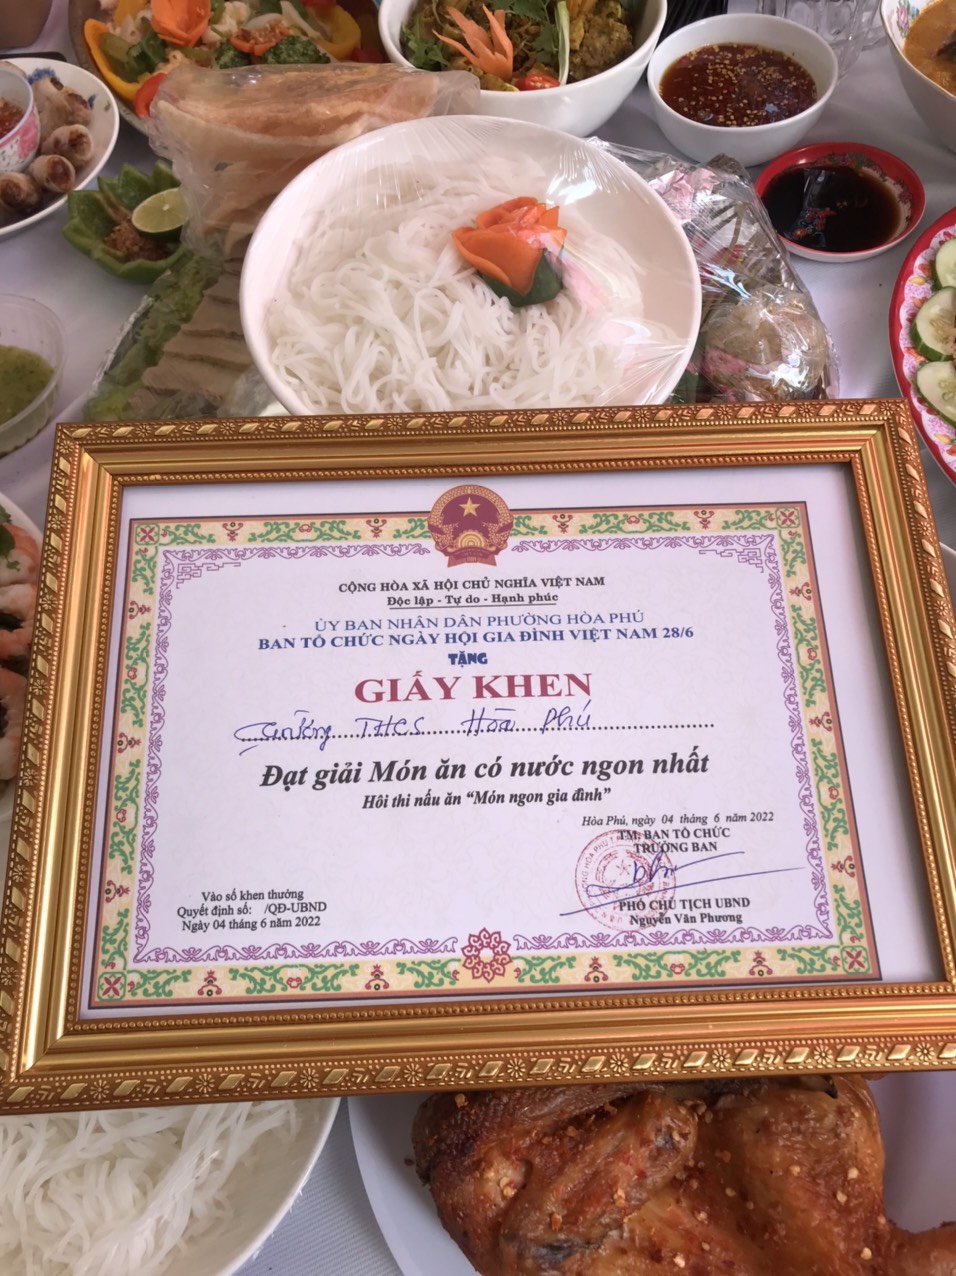 CỘNG HÒA XÃ HỘI CHỦ NGHĨA VIỆT NAM
Độc lập - Tự do - Hạnh phúc
ỦY BAN NHÂN DÂN PHƯỜNG HÒA PHÚ
BAN TỔ CHỨC NGÀY HỘI GIA ĐÌNH VIỆT NAM 28/6
TẶNG
GIẤY KHEN
Trường THCS Hòa Phú
Đạt giải Món ăn có nước ngon nhất
Hôi thi nấu ăn “Món ngon gia đình”
Hòa Phú, ngày 04 tháng 6 năm 2022
TM. BAN TỔ CHỨC
TRƯỞNG BAN
Vào sổ khen thưởng
Quyết định số: /QĐ-UBND
Ngày 04 tháng 6 năm 2022
PHÓ CHỦ TỊCH UBND
Nguyễn Văn Phương